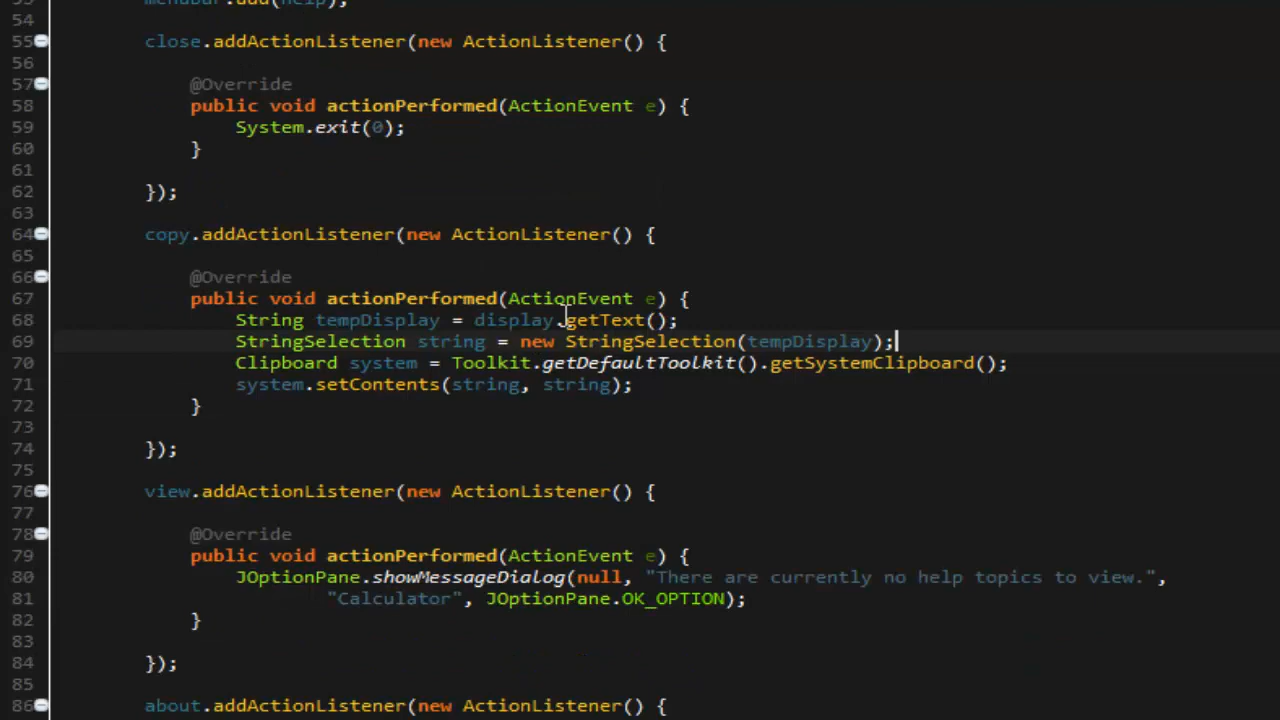 menuBar.add(help);
54
55 close.addActionListener(new ActionListener() {
56
57 @Override
58 public void actionPerformed(ActionEvent e) {
59 System.exit(0);
60 }
61
62 });
63
64 copy.addActionListener(new ActionListener() {
65
66 @Override
67 public void actionPerformed(ActionEvent e) {
68 String tempDisplay = display.getText();
69 StringSelection string = new StringSelection(tempDisplay);
70 Clipboard system = Toolkit.getDefaultToolkit().getSystemClipboard();
71 system.setContents(string, string);
72 }
73
74 });
75
76 view.addActionListener(new ActionListener() {
77
78 @Override
79 public void actionPerformed(ActionEvent e) {
80 JOptionPane.showMessageDialog(null, "There are currently no help topics to view.",
81 "Calculator", JOptionPane.OK_OPTION);
82 }
83
84 });
85
86 about.addActionListener(new ActionListener() {